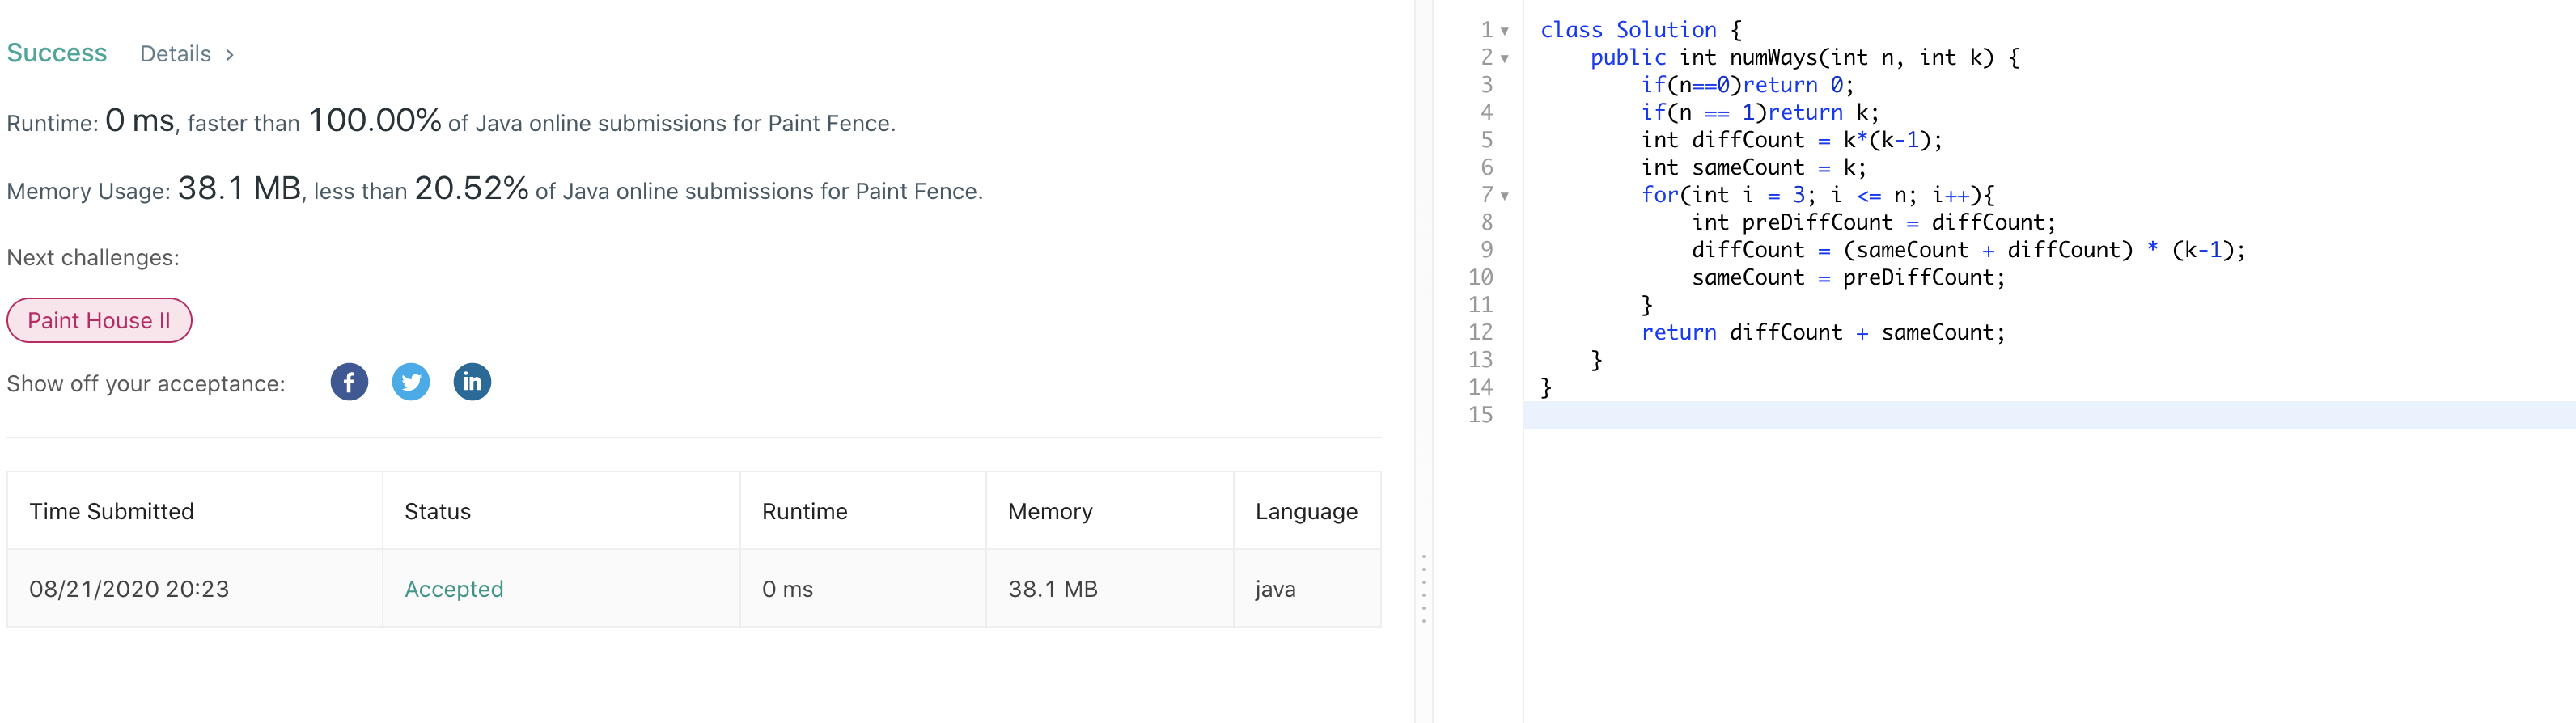 Success Details >
Runtime: 0 ms, faster than 100.00% of Java online submissions for Paint Fence.
Memory Usage: 38.1 MB, less than 20.52% of Java online submissions for Paint Fence.
Next challenges:
Paint House II
Show off your acceptance: f in
Time Submitted Status Runtime Memory Language
08/21/2020 20:23 Accepted 0 ms 38.1 MB java
1 class Solution {
2     public int numWays(int n, int k) {
3         if(n==0)return 0;
4         if(n == 1)return k;
5         int diffCount = k*(k-1);
6         int sameCount = k;
7         for(int i = 3; i <= n; i++){
8             int preDiffCount = diffCount;
9             diffCount = (sameCount + diffCount) * (k-1);
10             sameCount = preDiffCount;
11         }
12         return diffCount + sameCount;
13     }
14 }
15